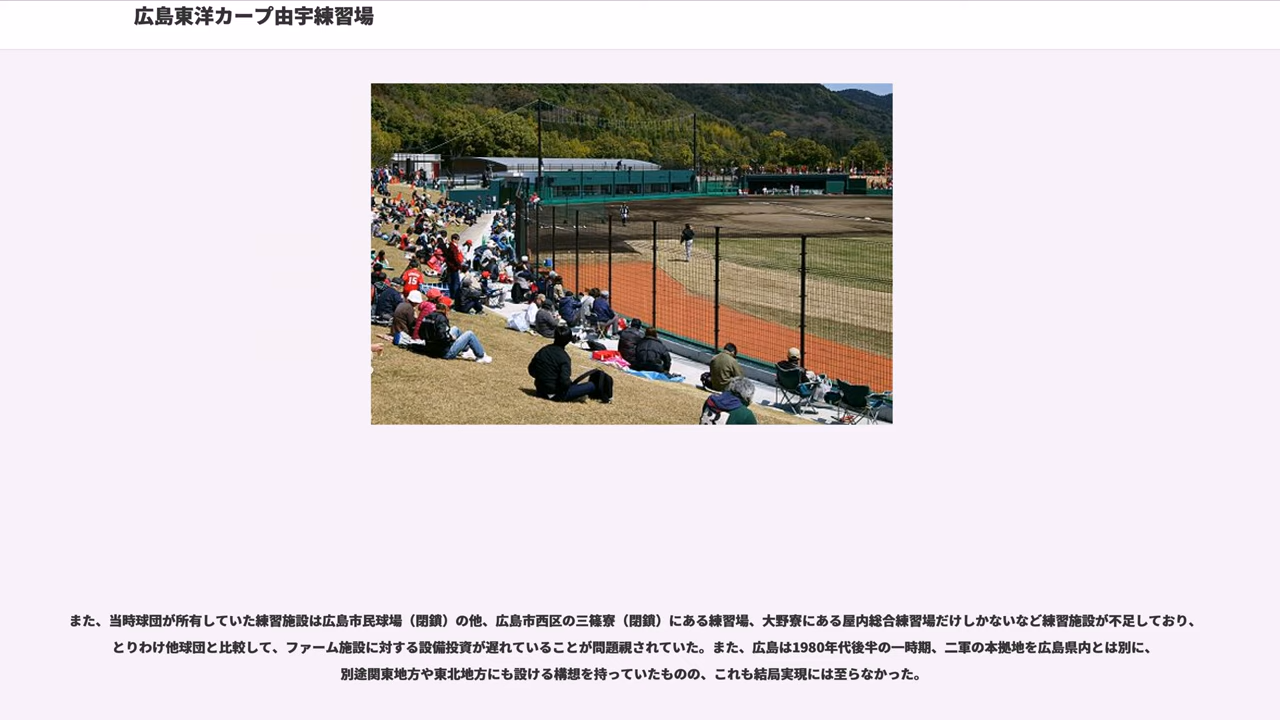 広島東洋カープ由宇練習場
15
また、当時球団が所有していた練習施設は広島市民球場（閉鎖）の他、広島市西区の三篠寮（閉鎖）にある練習場、大野寮にある屋内総合練習場だけしかないなど練習施設が不足しており、
とりわけ他球団と比較して、ファーム施設に対する設備投資が遅れていることが問題視されていた。また、広島は1980年代後半の一時期、二軍の本拠地を広島県内とは別に、
別途関東地方や東北地方にも設ける構想を持っていたものの、これも結局実現には至らなかった。